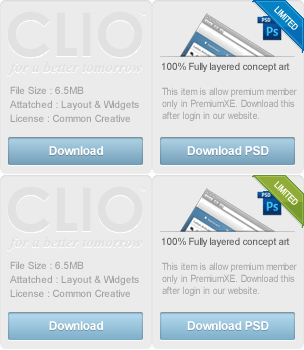 CLIO
for a better tomorrow
File Size : 6.5MB
Attatched : Layout & Widgets
License : Common Creative
Download
LIMITED
PSD
Ps
100% Fully layered concept art
This item is allow premium member
only in PremiumXE. Download this
after login in our website.
Download PSD
CLIO
for a better tomorrow
File Size : 6.5MB
Attatched : Layout & Widgets
License : Common Creative
Download
LIMITED
PSD
Ps
100% Fully layered concept art
This item is allow premium member
only in PremiumXE. Download this
after login in our website.
Download PSD